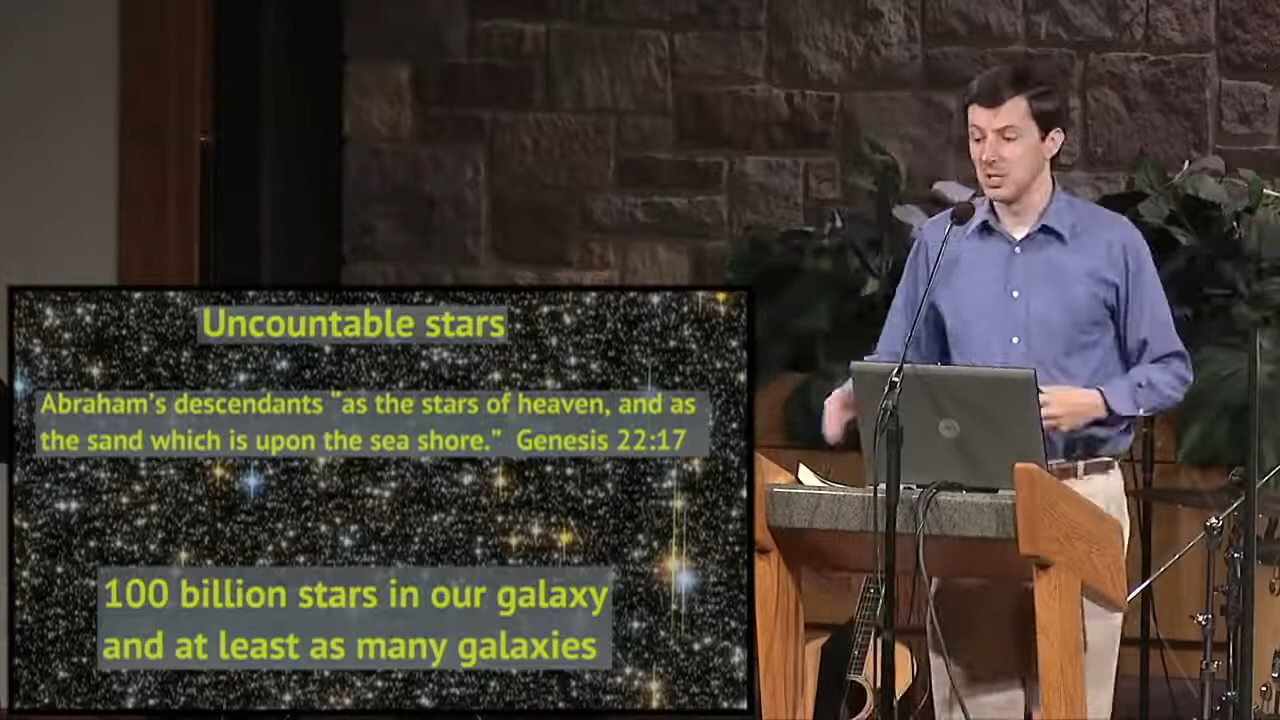 Uncountable stars
Abraham's descendants "as the stars of heaven, and as
the sand which is upon the sea shore." Genesis 22:17
100 billion stars in our galaxy
and at least as many galaxies